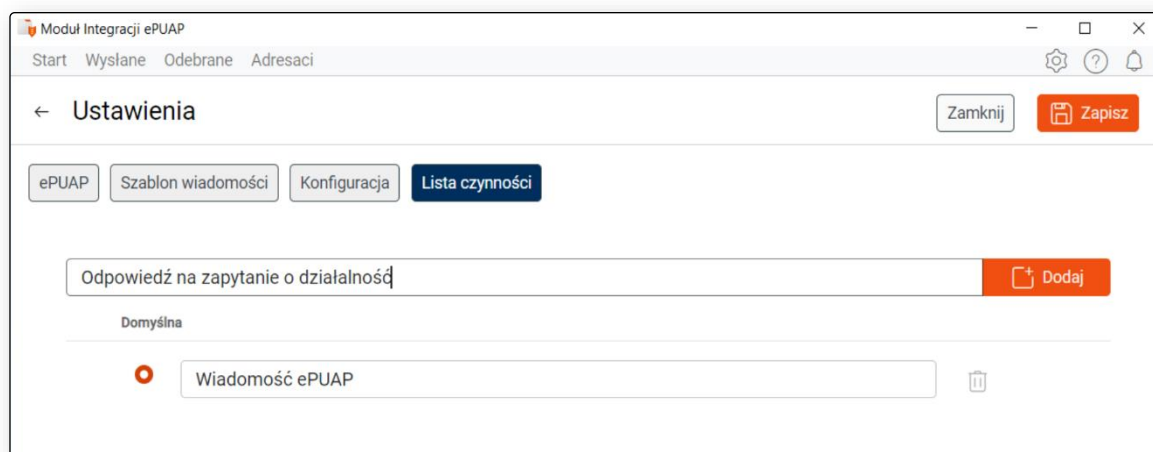 Moduł Integracji ePUAP
Start Wysłane Odebrane Adresaci
← Ustawienia Zamknij Zapisz
ePUAP Szablon wiadomości Konfiguracja Lista czynności
Odpowiedź na zapytanie o działalność Dodaj
Domyślna
Wiadomość ePUAP